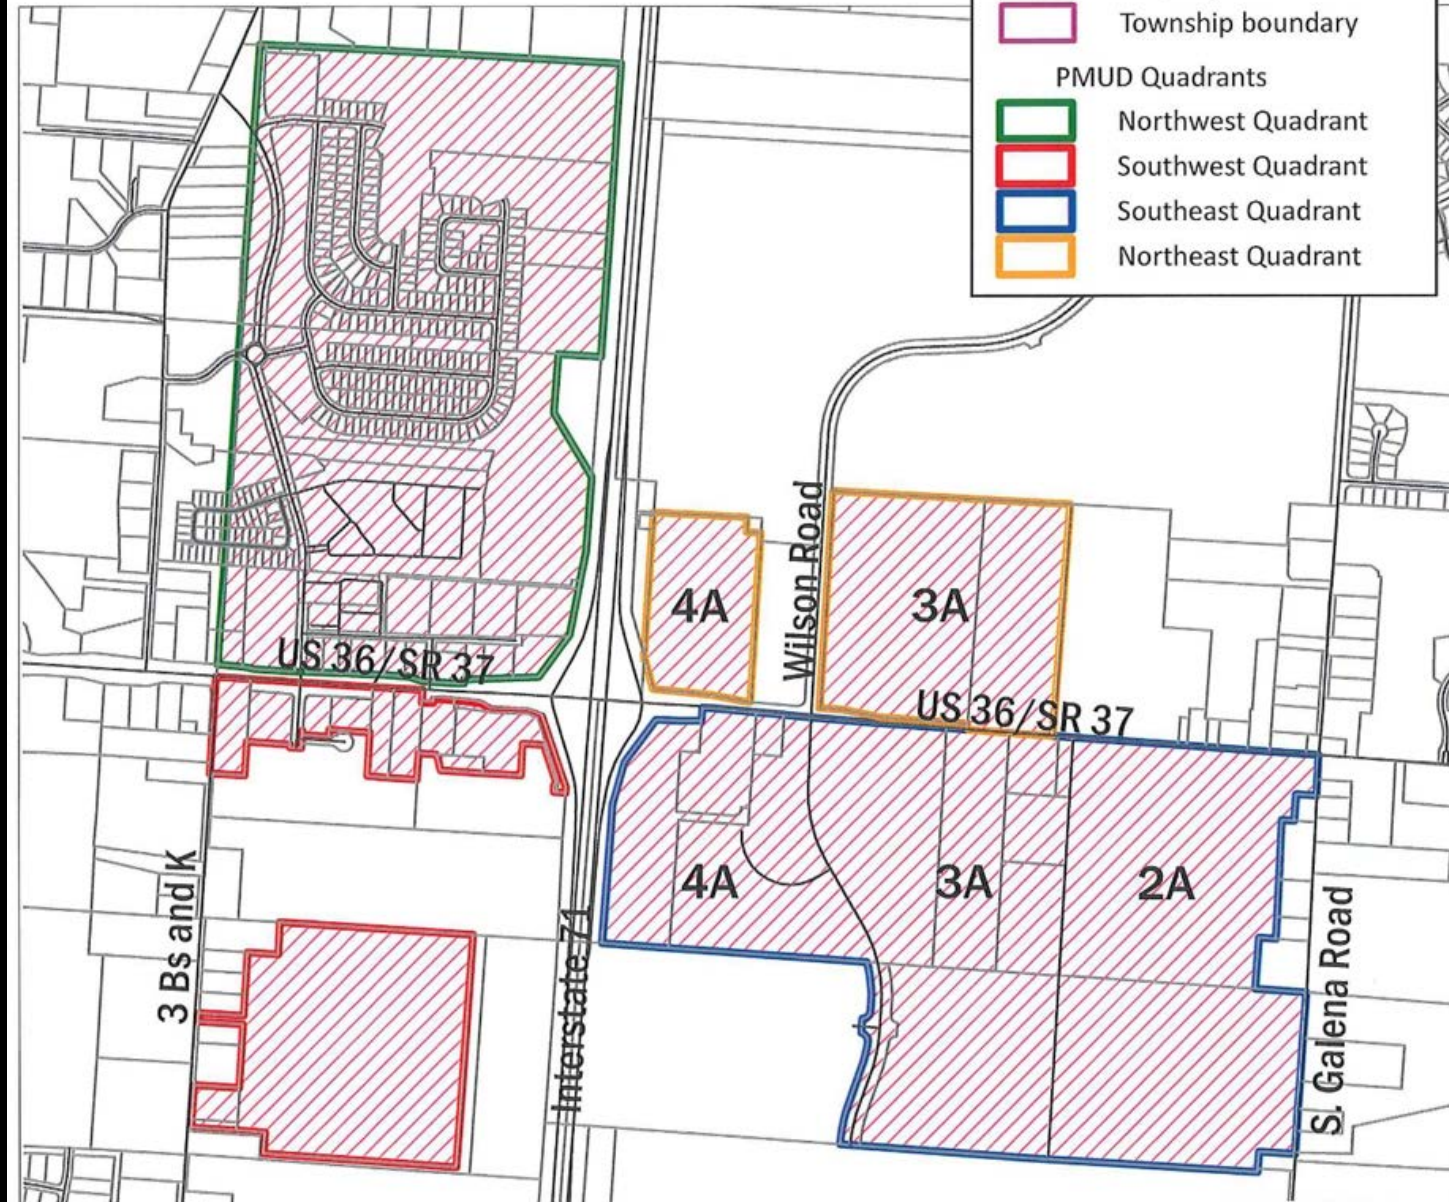 Township boundary
PMUD Quadrants
Northwest Quadrant
Southwest Quadrant
Southeast Quadrant
Northeast Quadrant
Wilson Road
4A
3A
US 36/SR 37
US 36/SR 37
4A
3A
2A
3 Bs and K
Interstate 71
S. Galena Road